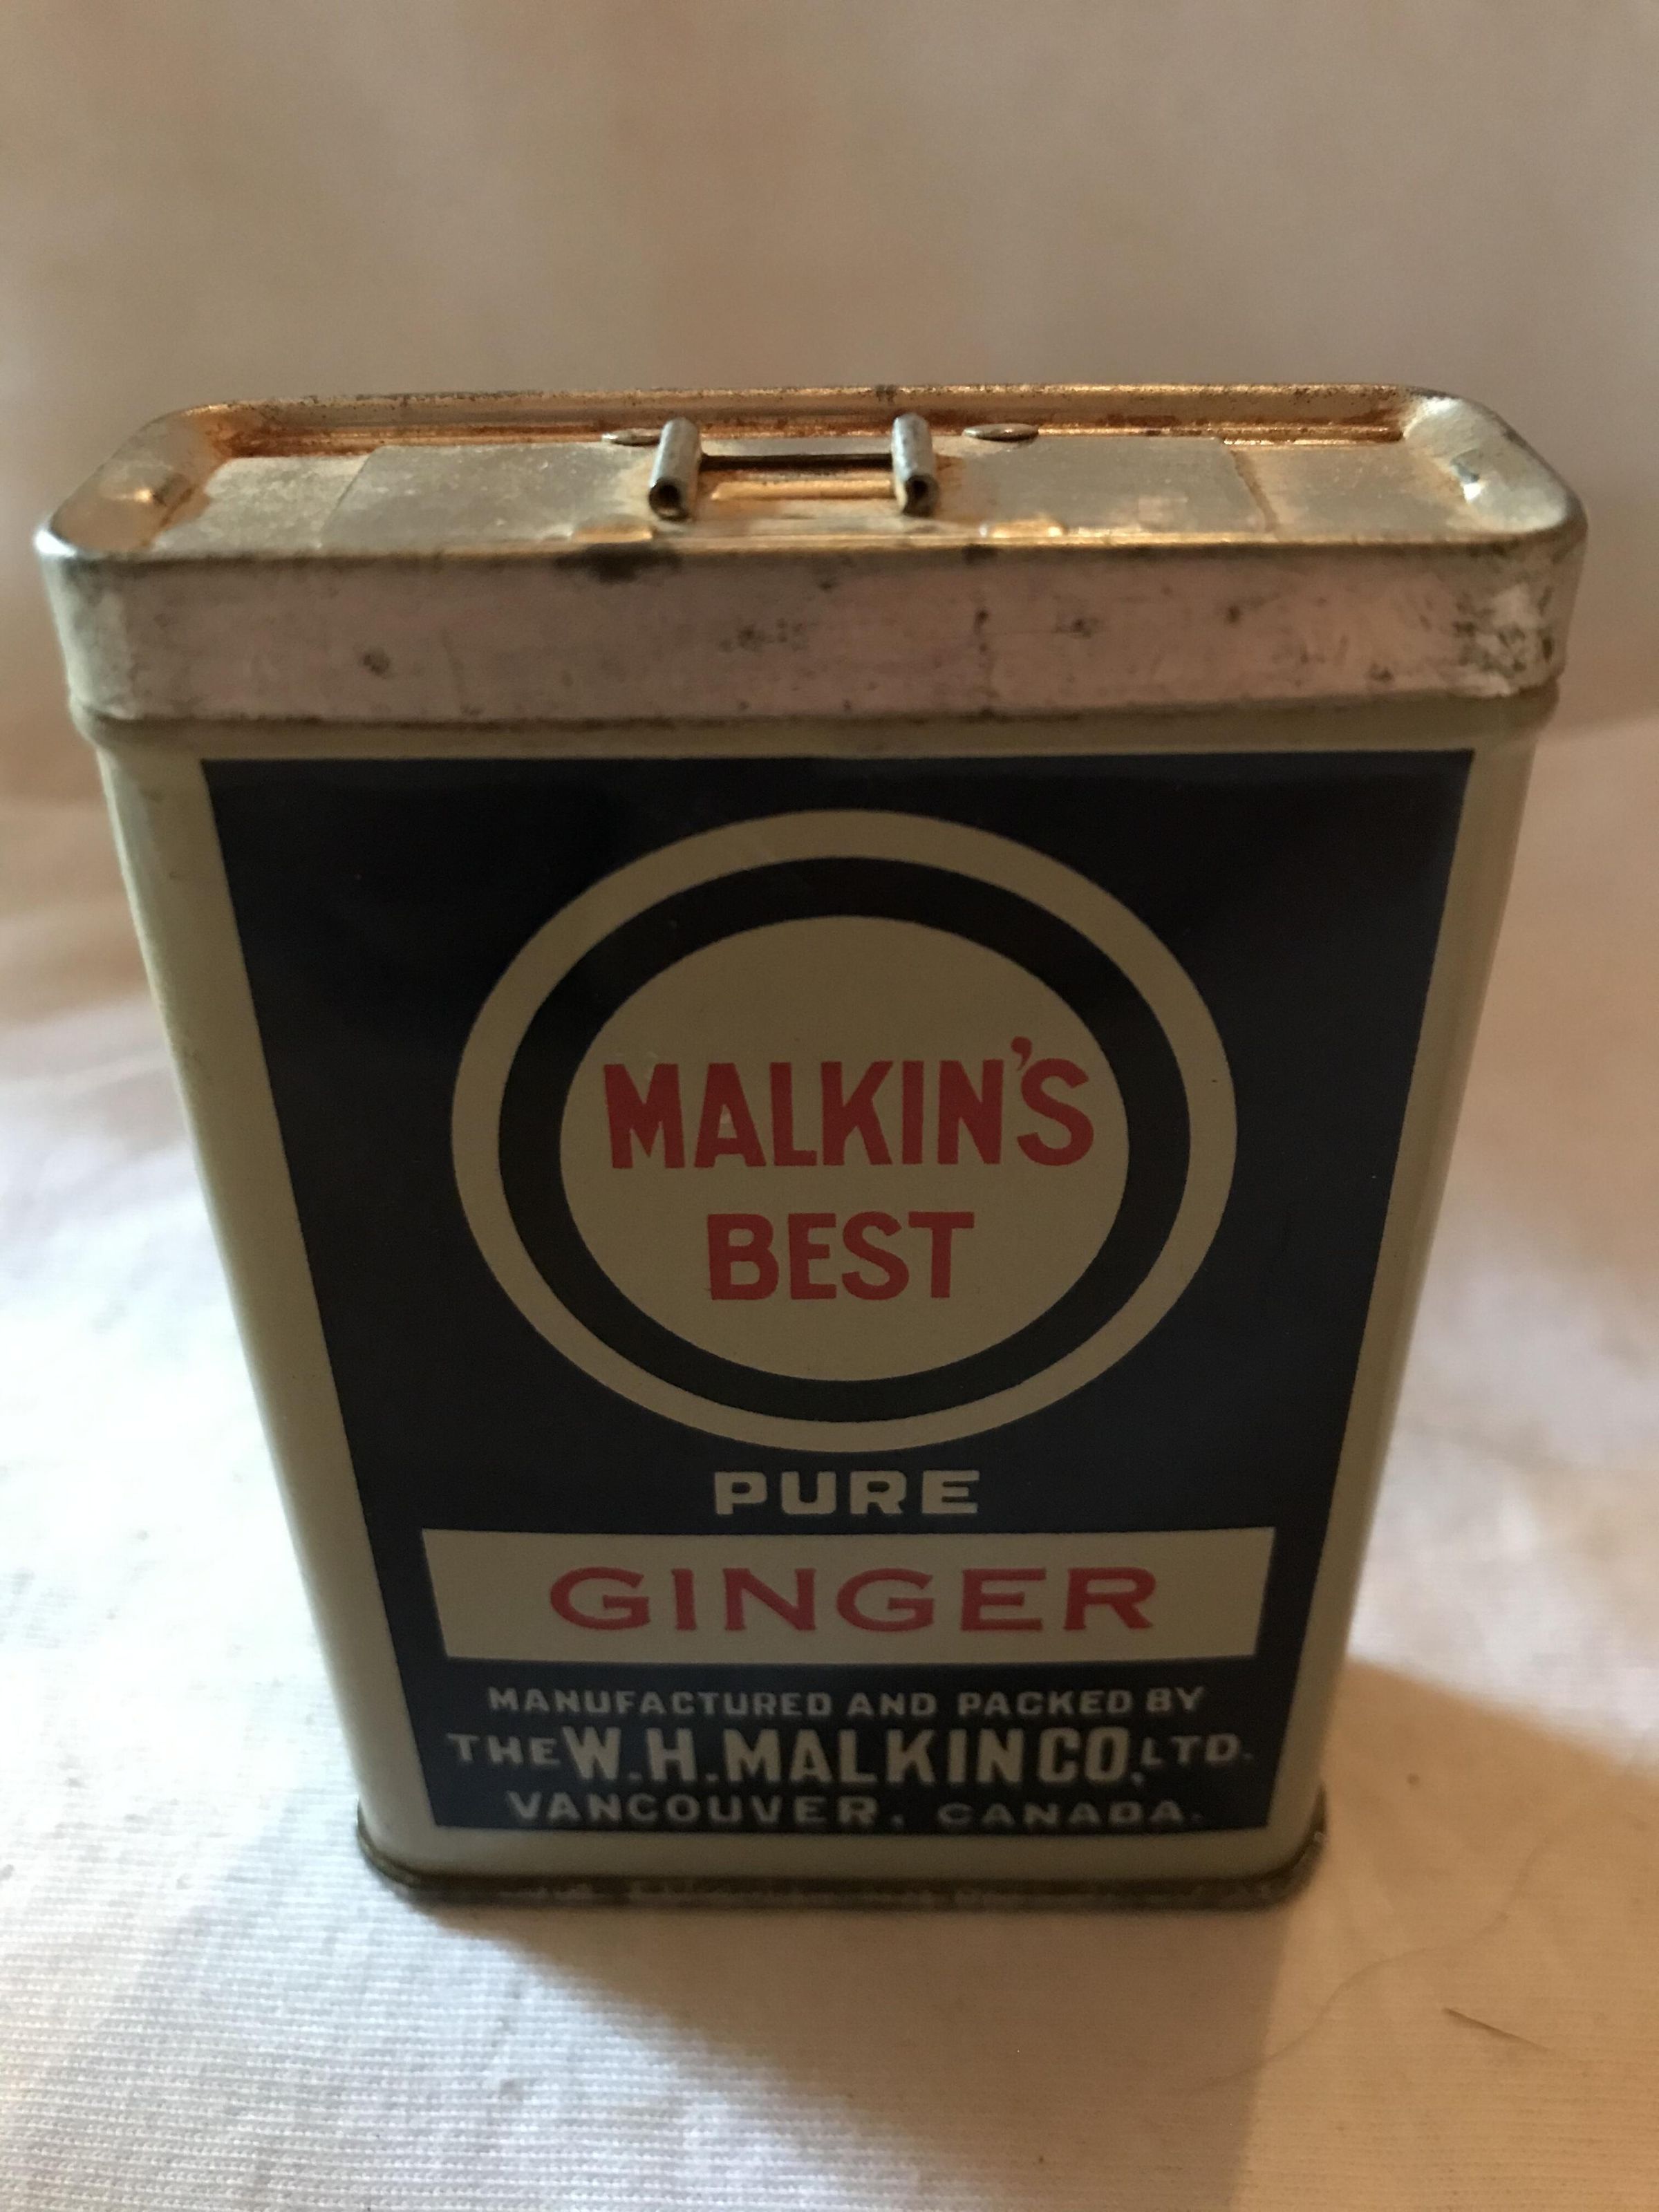 MALKIN'S
BEST
PURE
GINGER
MANUFACTURED AND PACKED BY
THE W.H. MALKIN CO., LTD.
VANCOUVER, CANADA.